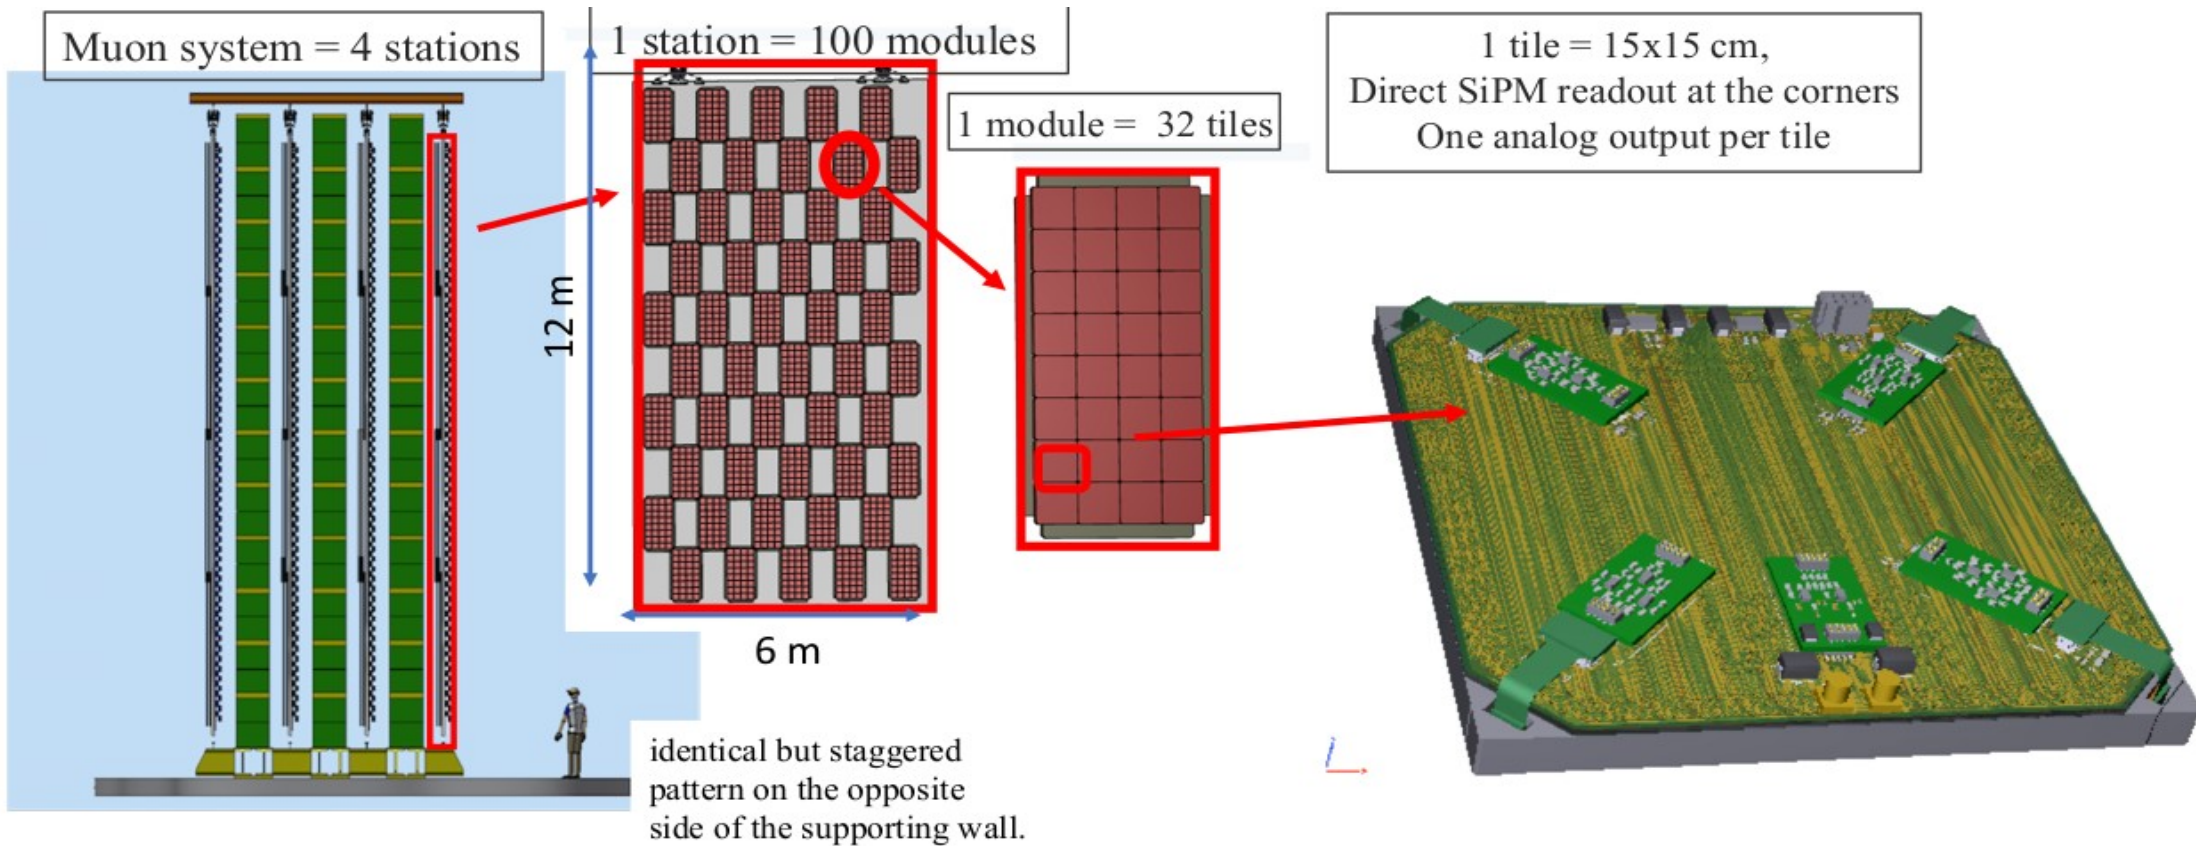 Muon system = 4 stations
1 station = 100 modules
1 module = 32 tiles
1 tile = 15x15 cm,
Direct SiPM readout at the corners
One analog output per tile
12 m
6 m
identical but staggered
pattern on the opposite
side of the supporting wall.